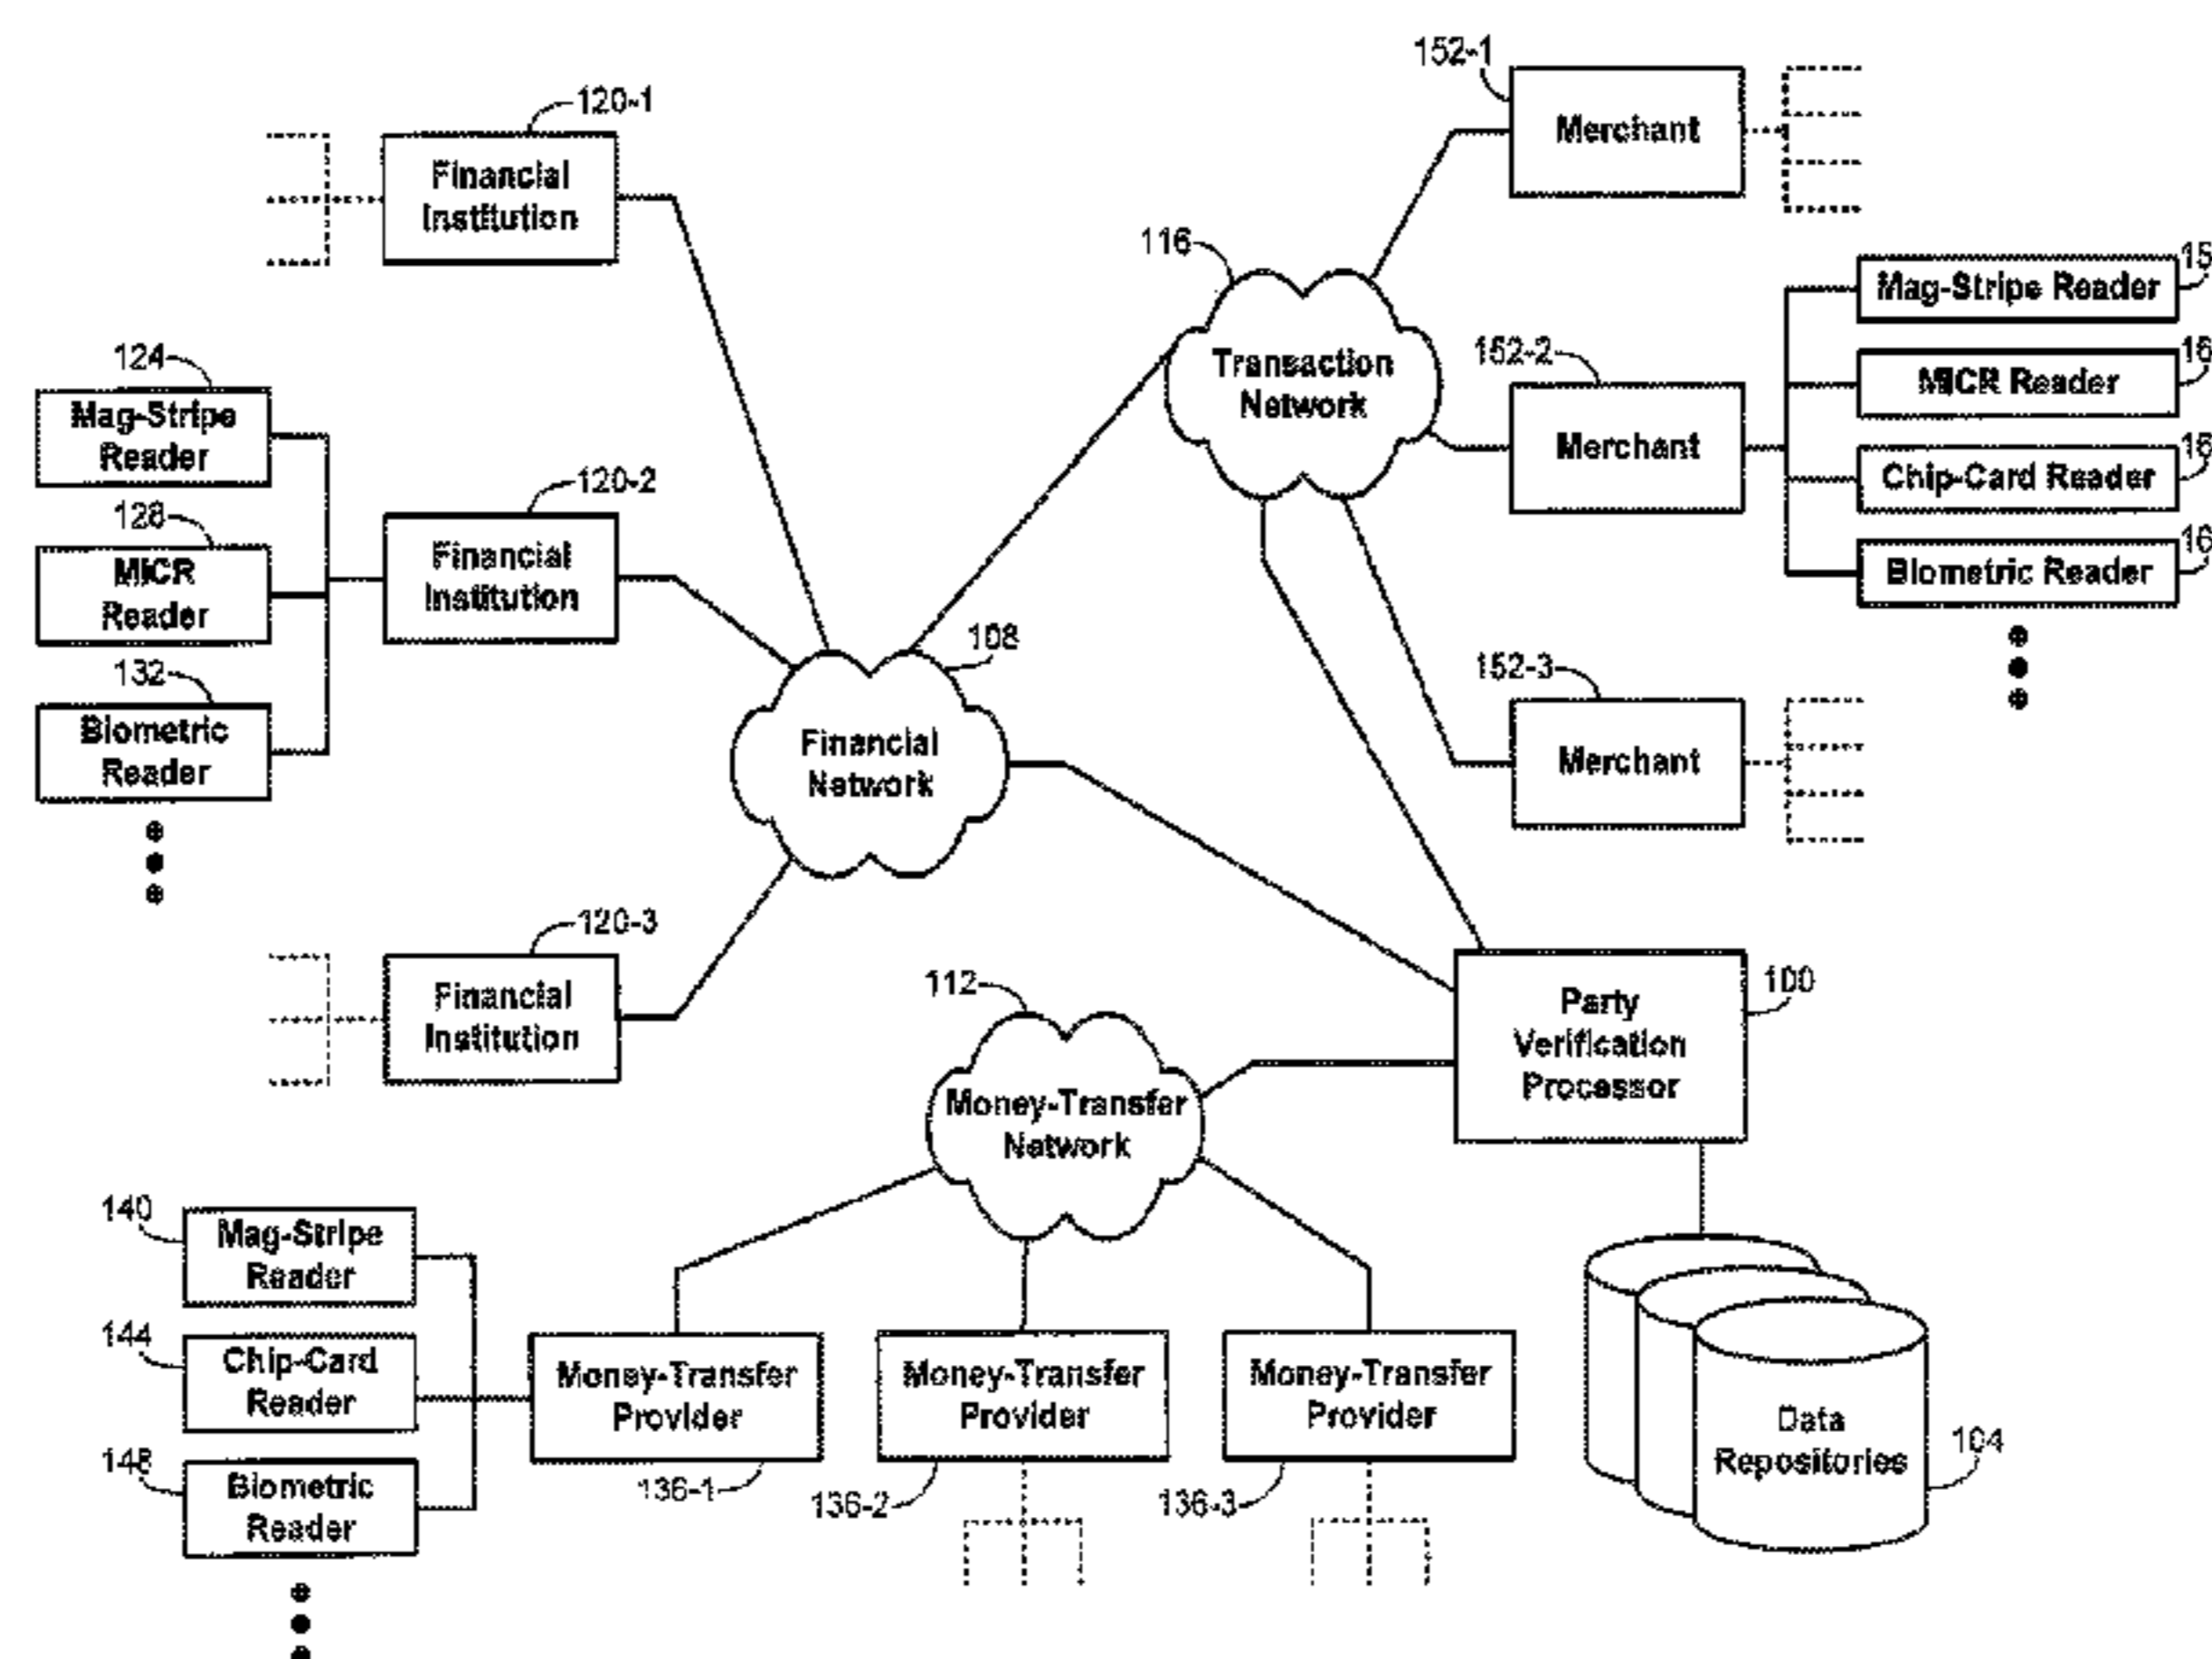 152-1
120-1
Merchant
Financial
Institution
116
Mag-Stripe Reader
124
152-2
Transaction
Network
MICR Reader
Mag-Stripe
Reader
Merchant
120-2
Chip-Card Reader
128
Financial
Institution
MICR
Reader
Biometric Reader
108
132
152-3
Biometric
Reader
Financial
Network
Merchant
120-3
112
100
Financial
Institution
Party
Verification
Processor
Money-Transfer
Network
140
Mag-Stripe
Reader
144
Chip-Card
Reader
Money-Transfer
Provider
Money-Transfer
Provider
Money-Transfer
Provider
Data
Repositories
104
148
Biometric
Reader
136-1
136-2
136-3